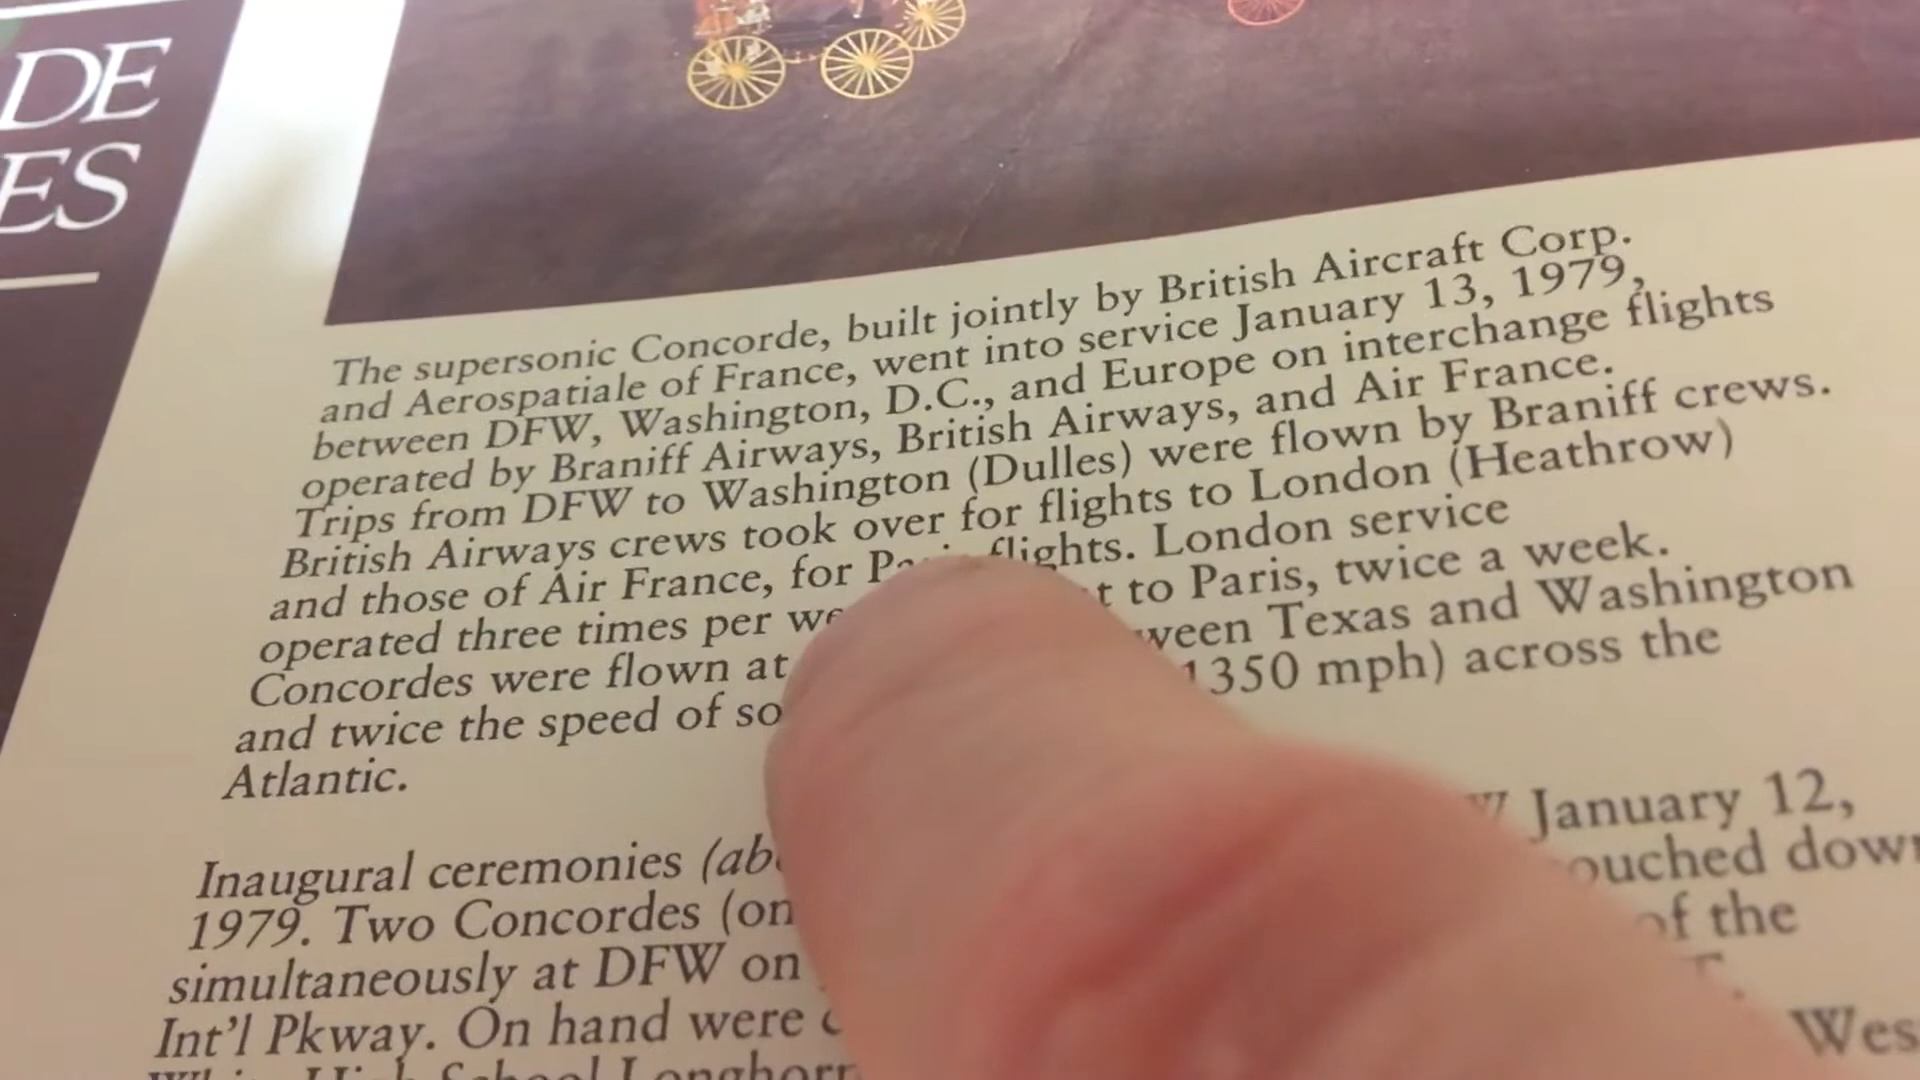 DE
ES
The supersonic Concorde, built jointly by British Aircraft Corp.
and Aerospatiale of France, went into service January 13, 1979,
between DFW, Washington, D.C., and Europe on interchange flights
operated by Braniff Airways, British Airways, and Air France.
Trips from DFW to Washington (Dulles) were flown by Braniff crews.
British Airways crews took over for flights to London (Heathrow)
and those of Air France, for Paris flights. London service
operated three times per to Paris, twice a week.
Concordes were flown at Texas and Washington
and twice the speed of 1350 mph) across the
Atlantic.
Inaugural ceremonies January 12,
1979. Two Concordes down
simultaneously at DFW on of the
Int'l Pkway. On hand were
High School